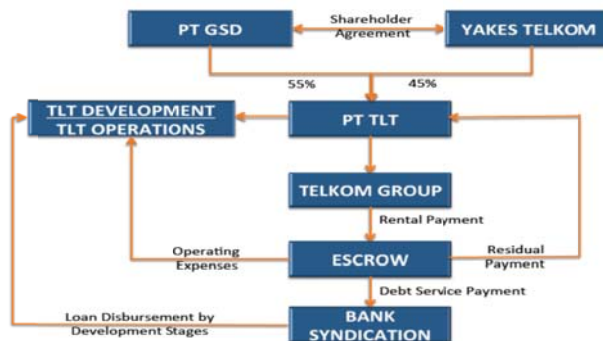 PT GSD
Shareholder
Agreement
YAKES TELKOM
55%
45%
TLT DEVELOPMENT
TLT OPERATIONS
PT TLT
TELKOM GROUP
Rental Payment
Operating
Expenses
ESCROW
Residual
Payment
Debt Service Payment
Loan Disbursement by
Development Stages
BANK
SYNDICATION